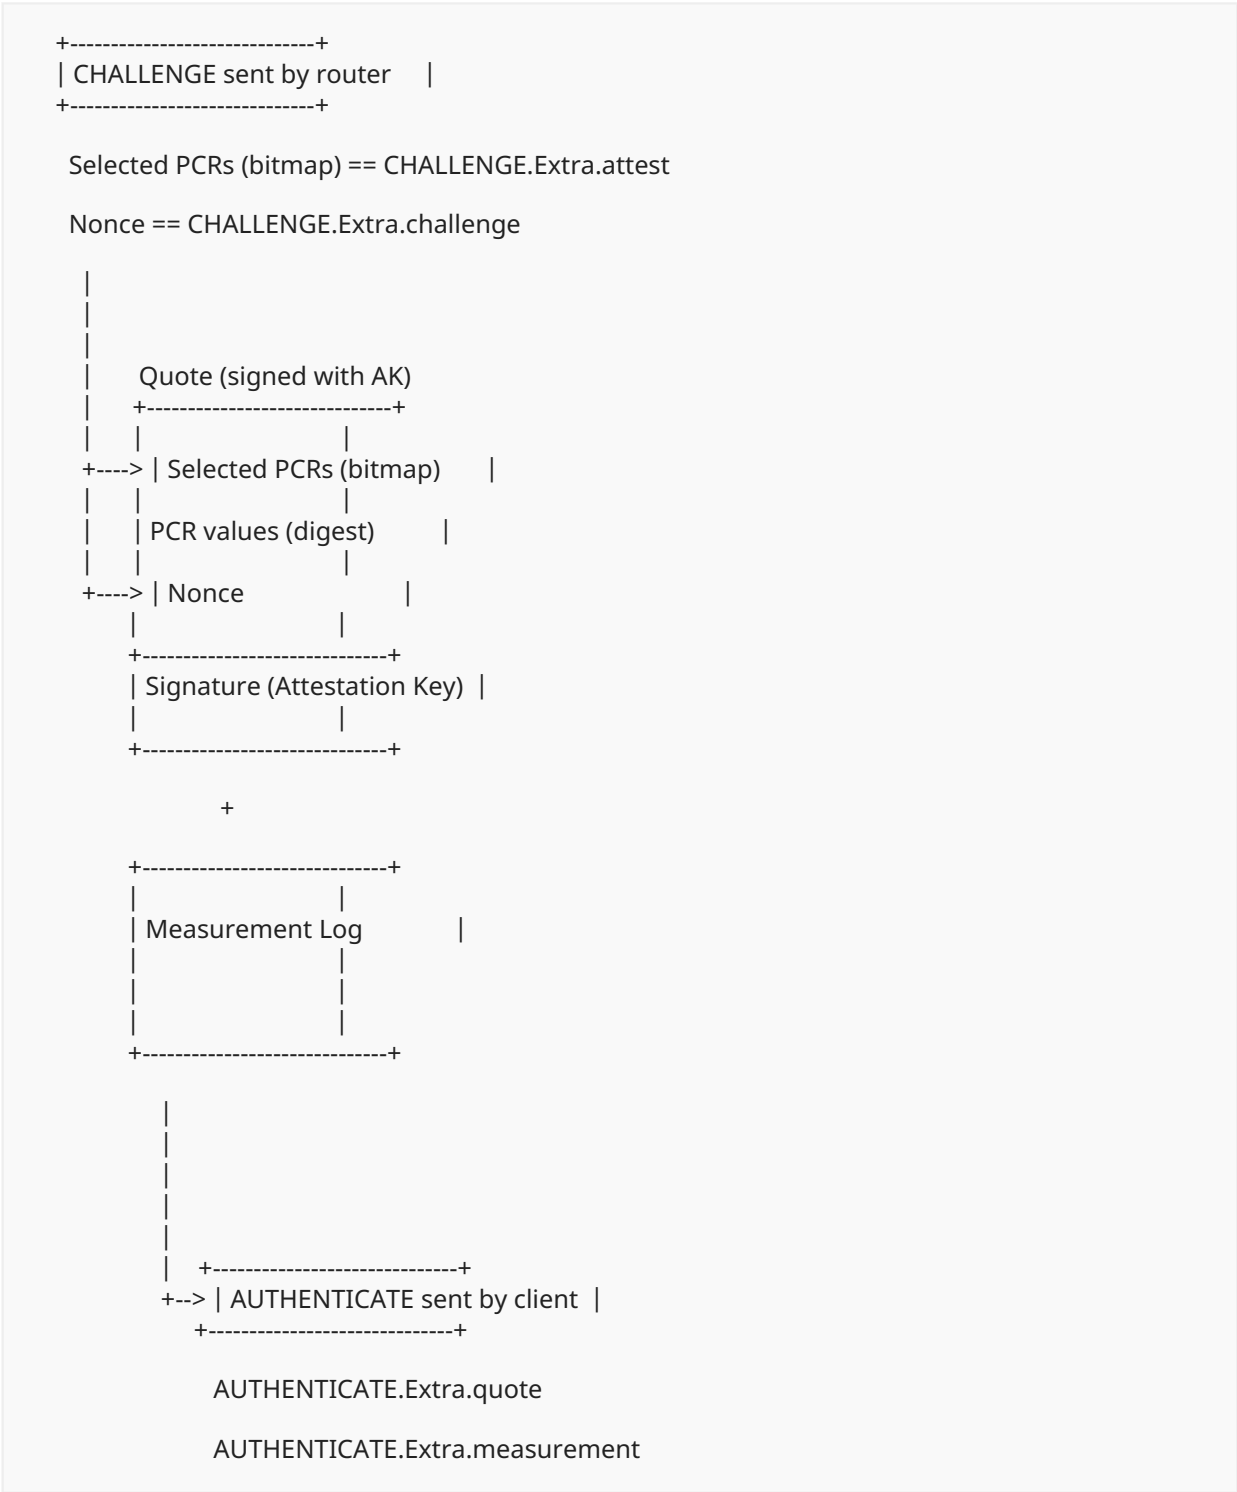 +------------------------------+
| CHALLENGE sent by router |
+------------------------------+
Selected PCRs (bitmap) == CHALLENGE.Extra.attest
Nonce == CHALLENGE.Extra.challenge
|
|
|
| Quote (signed with AK)
| +------------------------------+
| | |
+----> | Selected PCRs (bitmap) |
| | |
| | PCR values (digest) |
| | |
+----> | Nonce |
| |
+------------------------------+
| Signature (Attestation Key) |
| |
+------------------------------+
+
+------------------------------+
| |
| Measurement Log |
| |
| |
| |
+------------------------------+
|
|
|
|
|
| +------------------------------+
+--> | AUTHENTICATE sent by client |
+------------------------------+
AUTHENTICATE.Extra.quote
AUTHENTICATE.Extra.measurement